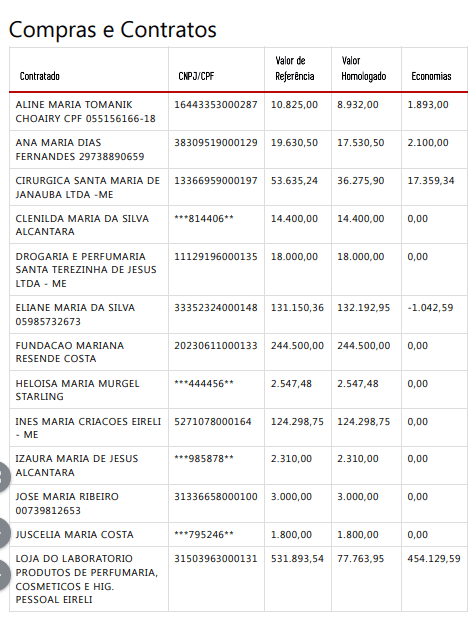 Compras e Contratos
Contratado CNPJ/CPF Valor de Referência Valor Homologado Economias
ALINE MARIA TOMANIK 16443353000287 10.825,00 8.932,00 1.893,00
CHOAIRY CPF 055156166-18
ANA MARIA DIAS 38309519000129 19.630,50 17.530,50 2.100,00
FERNANDES 29738890659
CIRURGICA SANTA MARIA DE 13366959000197 53.635,24 36.275,90 17.359,34
JANAUBA LTDA -ME
CLENILDA MARIA DA SILVA ***814406** 14.400,00 14.400,00 0,00
ALCANTARA
DROGARIA E PERFUMARIA 11129196000135 18.000,00 18.000,00 0,00
SANTA TEREZINHA DE JESUS
LTDA - ME
ELIANE MARIA DA SILVA 33352324000148 131.150,36 132.192,95 -1.042,59
05985732673
FUNDACAO MARIANA 20230611000133 244.500,00 244.500,00 0,00
RESENDE COSTA
HELOISA MARIA MURGEL ***444456** 2.547,48 2.547,48 0,00
STARLING
INES MARIA CRIACOES EIRELI 5271078000164 124.298,75 124.298,75 0,00
- ME
IZAURA MARIA DE JESUS ***985878** 2.310,00 2.310,00 0,00
ALCANTARA
JOSE MARIA RIBEIRO 31336658000100 3.000,00 3.000,00 0,00
00739812653
JUSCELIA MARIA COSTA ***795246** 1.800,00 1.800,00 0,00
LOJA DO LABORATORIO 31503963000131 531.893,54 77.763,95 454.129,59
PRODUTOS DE PERFUMARIA,
COSMETICOS E HIG.
PESSOAL EIRELI